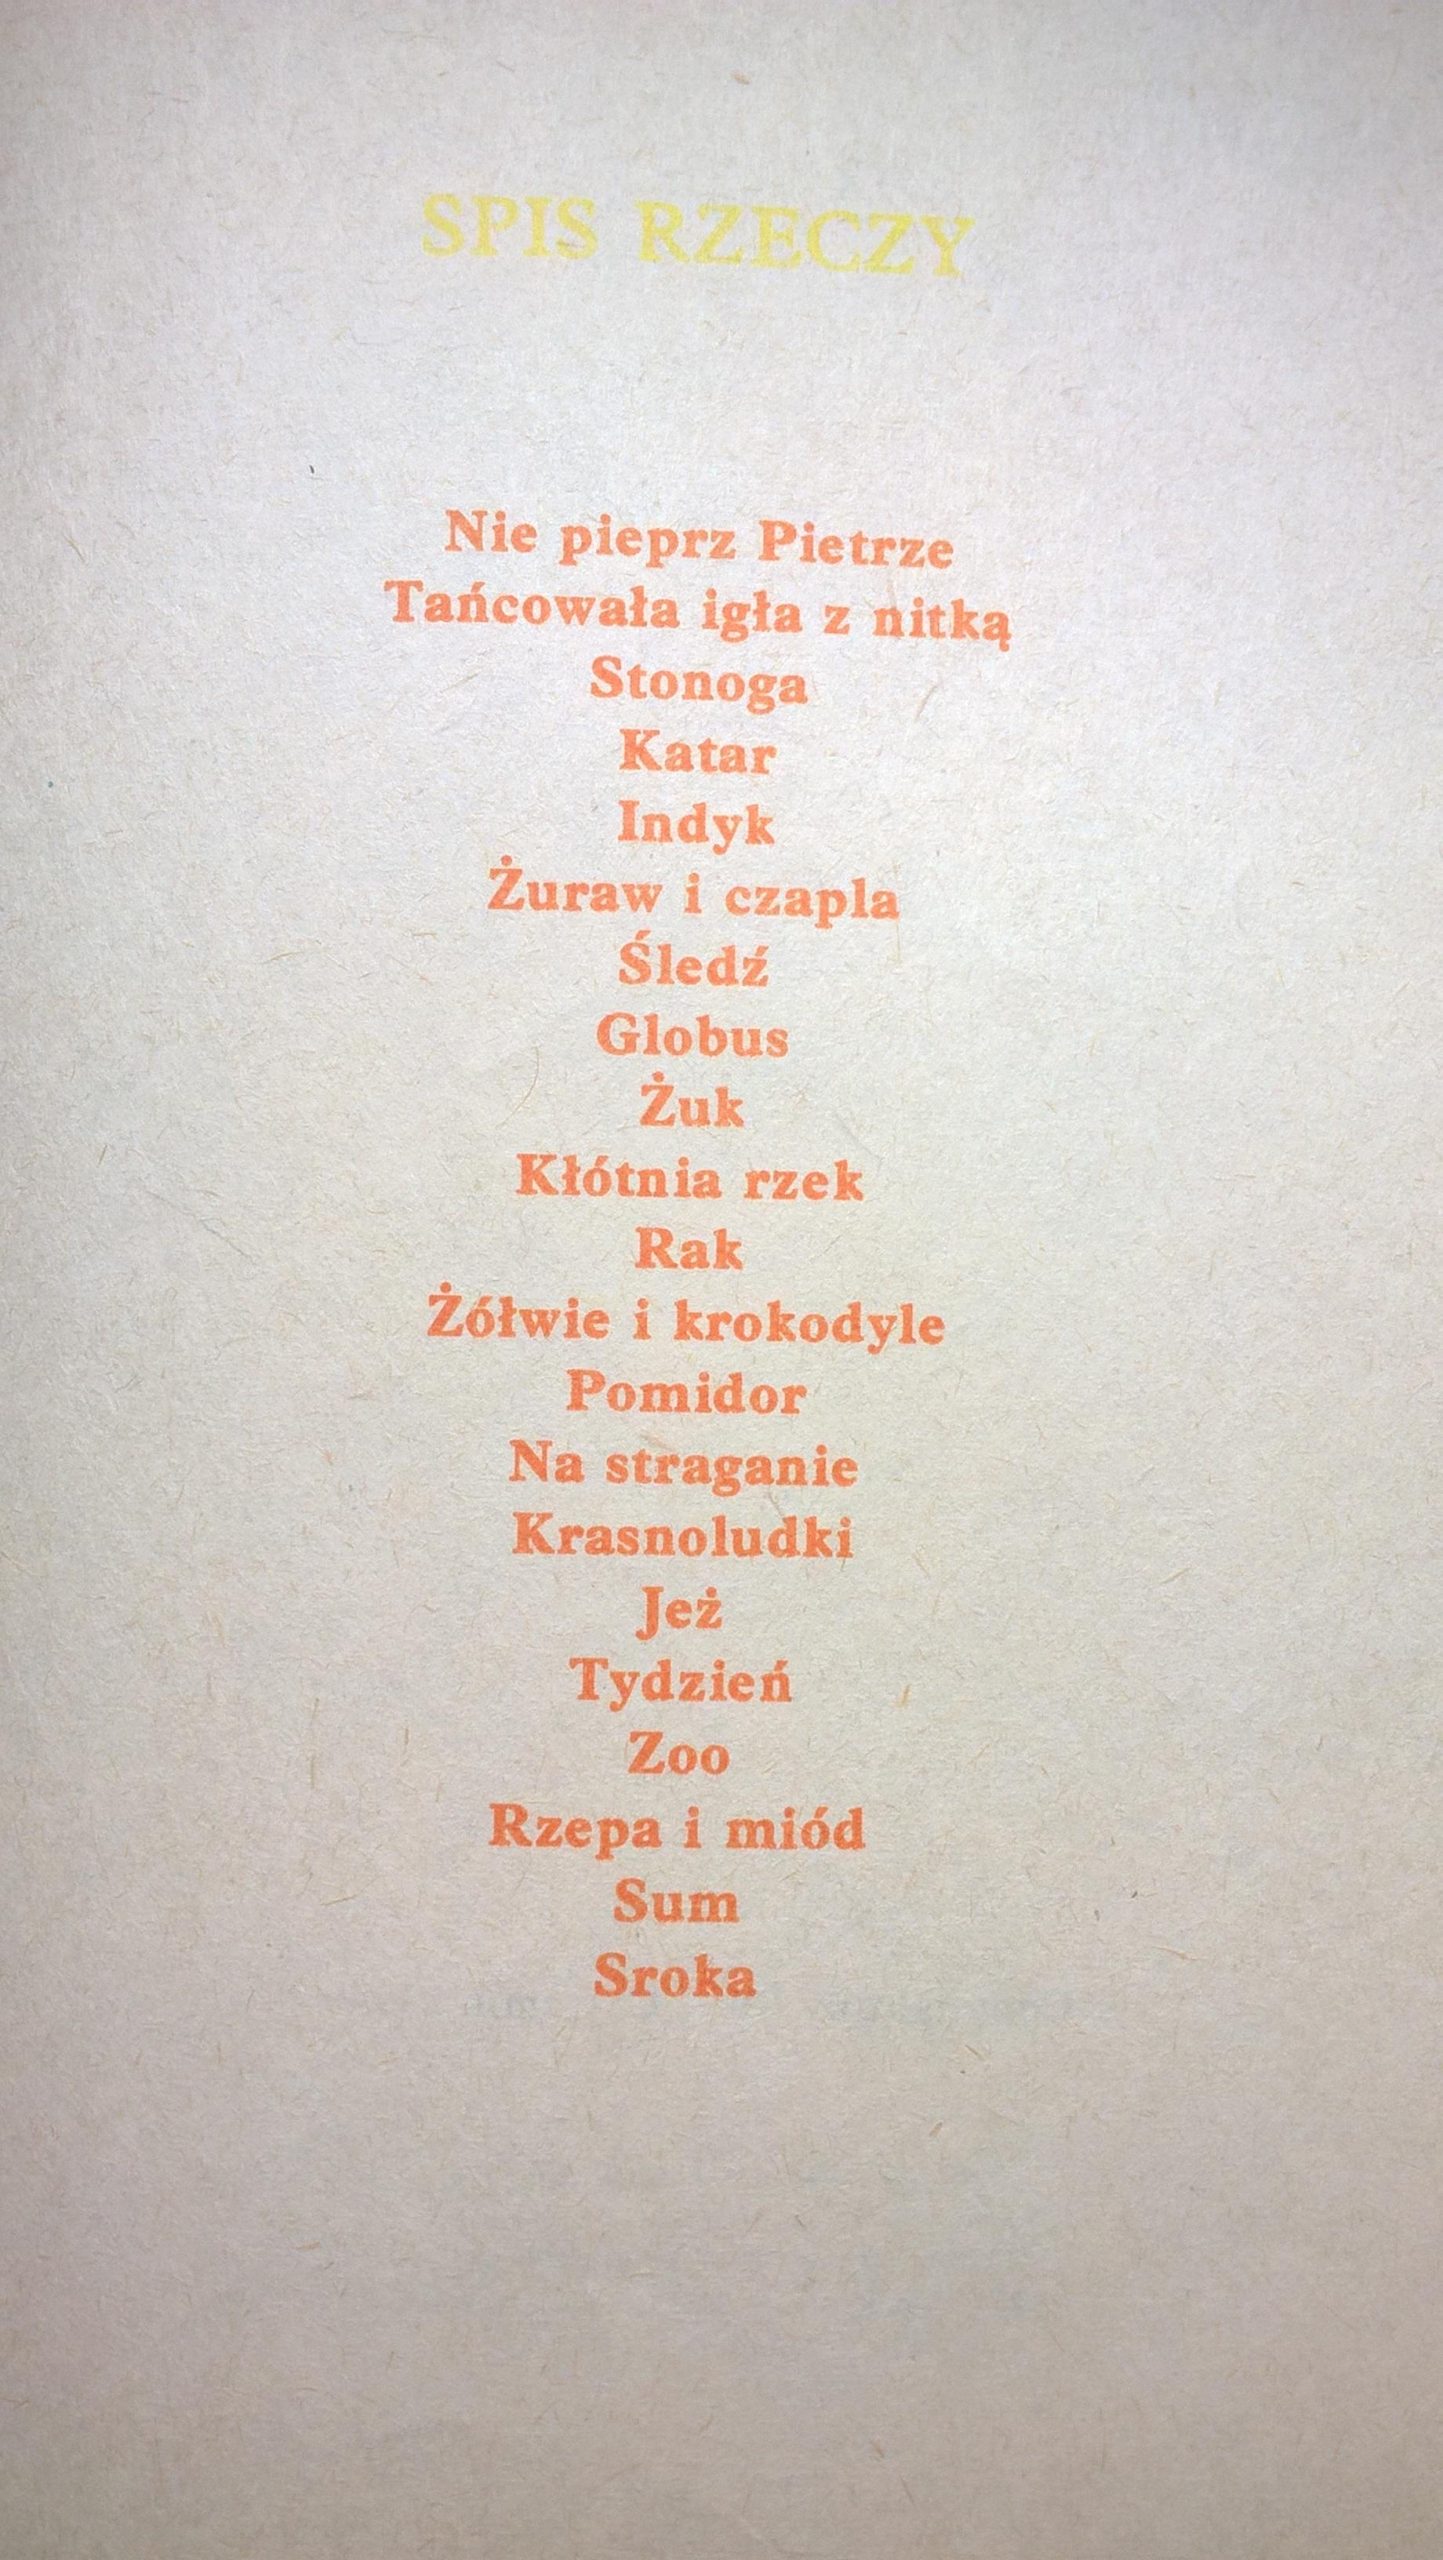 SPIS RZECZY
Nie pieprz Pietrze
Tańcowała igła z nitką
Stonoga
Katar
Indyk
Żuraw i czapla
Śledź
Globus
Żuk
Kłótnia rzek
Rak
Żółwie i krokodyle
Pomidor
Na straganie
Krasnoludki
Jeż
Tydzień
Zoo
Rzepa i miód
Sum
Sroka